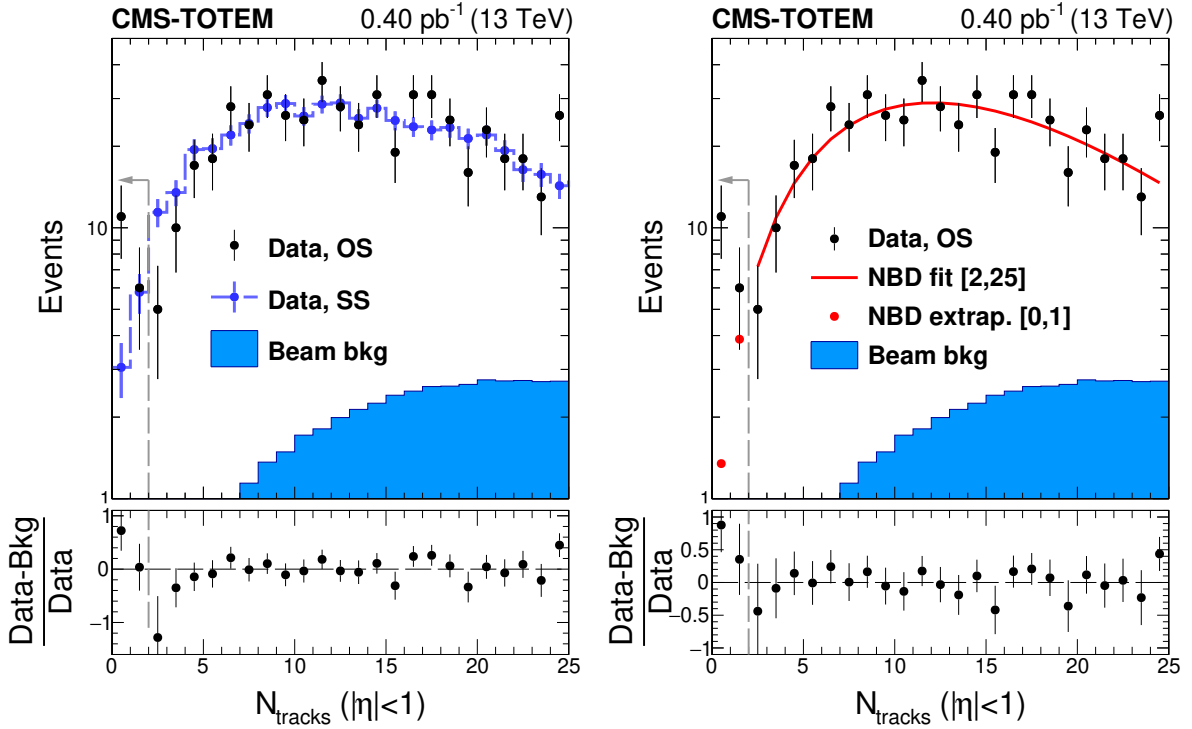 CMS-TOTEM 0.40 pb⁻¹ (13 TeV)
Events
10
1
Data, OS
Data, SS
Beam bkg
Data-Bkg
Data
1
0
−1
0 5 10 15 20 25
N_tracks (|η|<1)
CMS-TOTEM 0.40 pb⁻¹ (13 TeV)
Events
10
1
Data, OS
NBD fit [2,25]
NBD extrap. [0,1]
Beam bkg
Data-Bkg
Data
1
0.5
0
−0.5
−1
0 5 10 15 20 25
N_tracks (|η|<1)